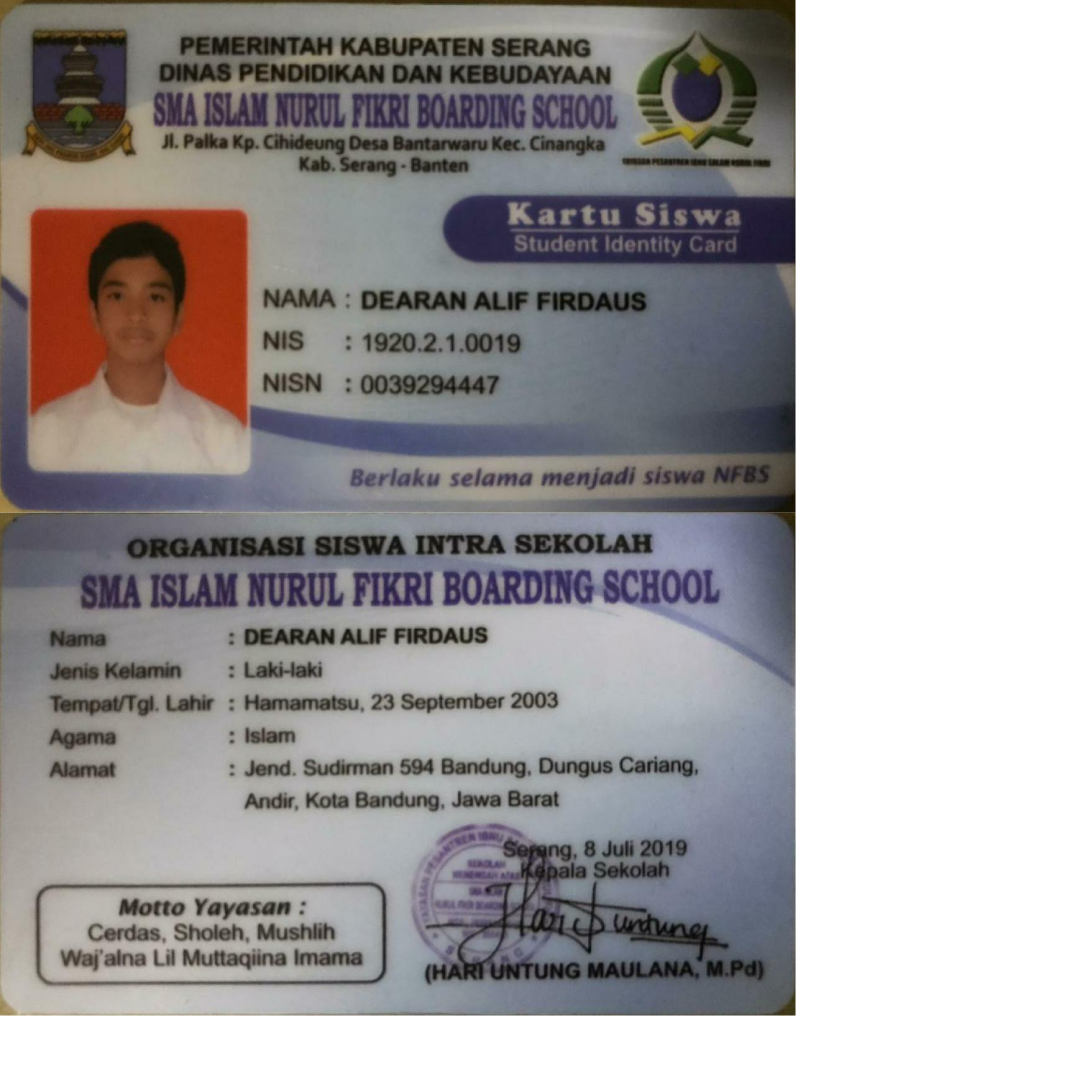 PEMERINTAH KABUPATEN SERANG
DINAS PENDIDIKAN DAN KEBUDAYAAN
SMA ISLAM NURUL FIKRI BOARDING SCHOOL
Jl. Palka Kp. Cihideung Desa Bantarwaru Kec. Cinangka
Kab. Serang - Banten
Kartu Siswa
Student Identity Card
NAMA : DEARAN ALIF FIRDAUS
NIS : 1920.2.1.0019
NISN : 0039294447
Berlaku selama menjadi siswa NFBS
ORGANISASI SISWA INTRA SEKOLAH
SMA ISLAM NURUL FIKRI BOARDING SCHOOL
Nama : DEARAN ALIF FIRDAUS
Jenis Kelamin : Laki-laki
Tempat/Tgl. Lahir : Hamamatsu, 23 September 2003
Agama : Islam
Alamat : Jend. Sudirman 594 Bandung, Dungus Cariang,
Andir, Kota Bandung, Jawa Barat
Serang, 8 Juli 2019
Kepala Sekolah
(HARI UNTUNG MAULANA, M.Pd)
Motto Yayasan :
Cerdas, Sholeh, Mushlih
Waj'alna Lil Muttaqiina Imama